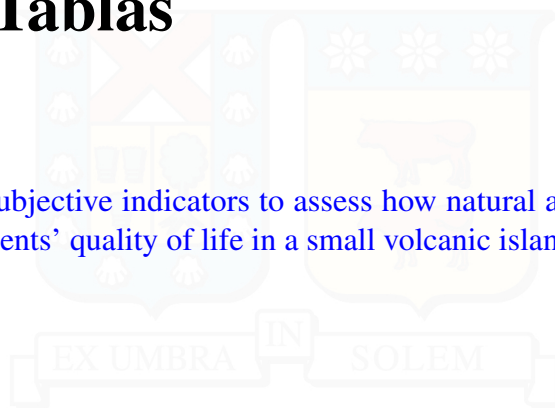 Tablas
ubjective indicators to assess how natural a
ents' quality of life in a small volcanic islan
IN
EX UMBRA SOLEM